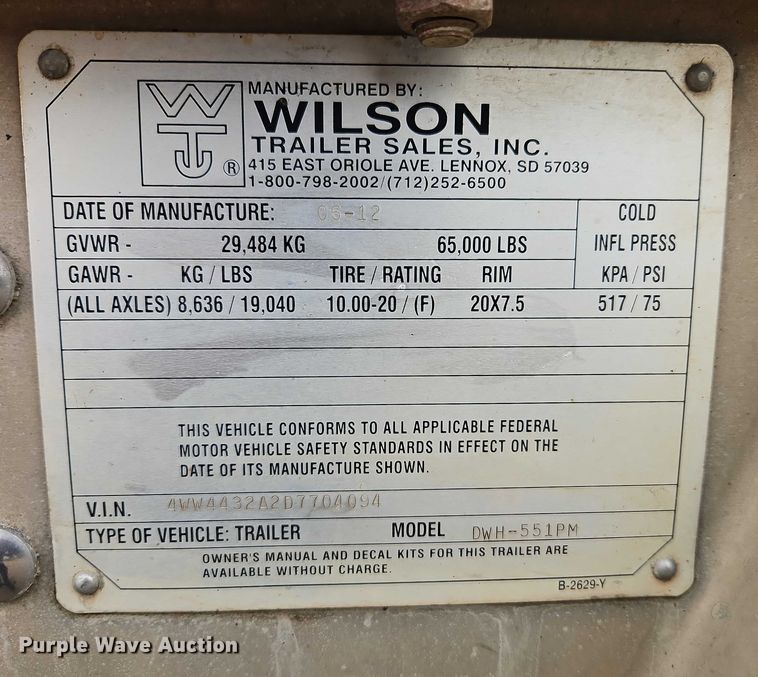 WTS ®
MANUFACTURED BY:
WILSON
TRAILER SALES, INC.
415 EAST ORIOLE AVE. LENNOX, SD 57039
1-800-798-2002/(712)252-6500
DATE OF MANUFACTURE: 06-12 COLD
GVWR - 29,484 KG 65,000 LBS INFL PRESS
GAWR - KG / LBS TIRE / RATING RIM KPA / PSI
(ALL AXLES) 8,636 / 19,040 10.00-20 / (F) 20X7.5 517 / 75
THIS VEHICLE CONFORMS TO ALL APPLICABLE FEDERAL
MOTOR VEHICLE SAFETY STANDARDS IN EFFECT ON THE
DATE OF ITS MANUFACTURE SHOWN.
V.I.N. 4WW4432A2D7704094
TYPE OF VEHICLE: TRAILER MODEL DWH-551PM
OWNER'S MANUAL AND DECAL KITS FOR THIS TRAILER ARE
AVAILABLE WITHOUT CHARGE.
B-2629-Y
Purple Wave Auction